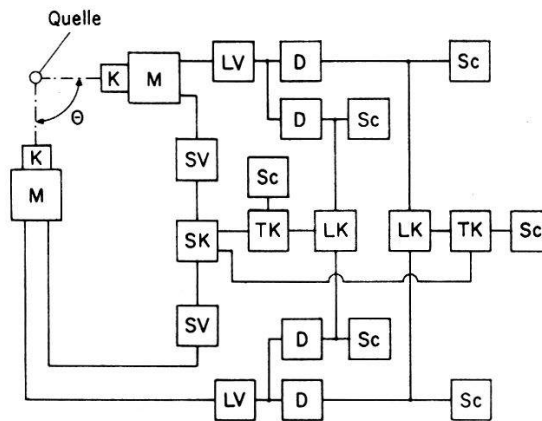 Quelle
K M LV D Sc
Θ
D Sc
K
M
SV
Sc
SK TK LK LK TK Sc
SV
D Sc
LV D Sc